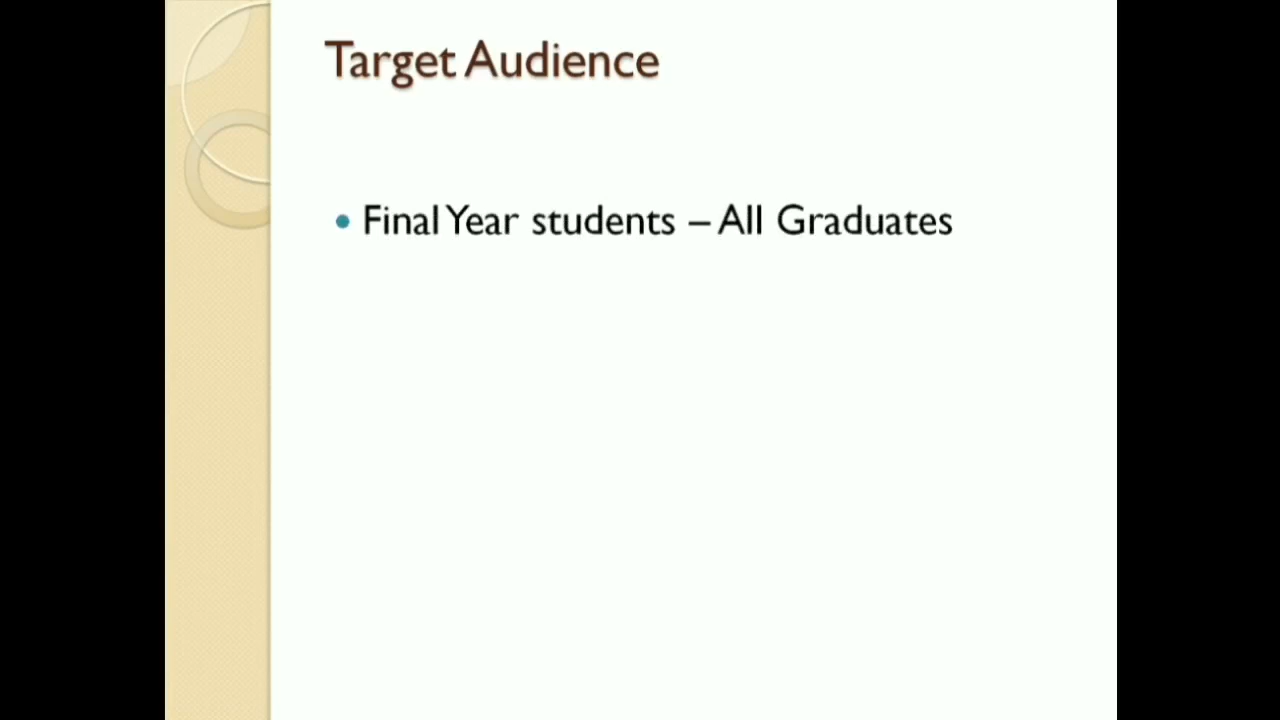 Target Audience
• Final Year students – All Graduates